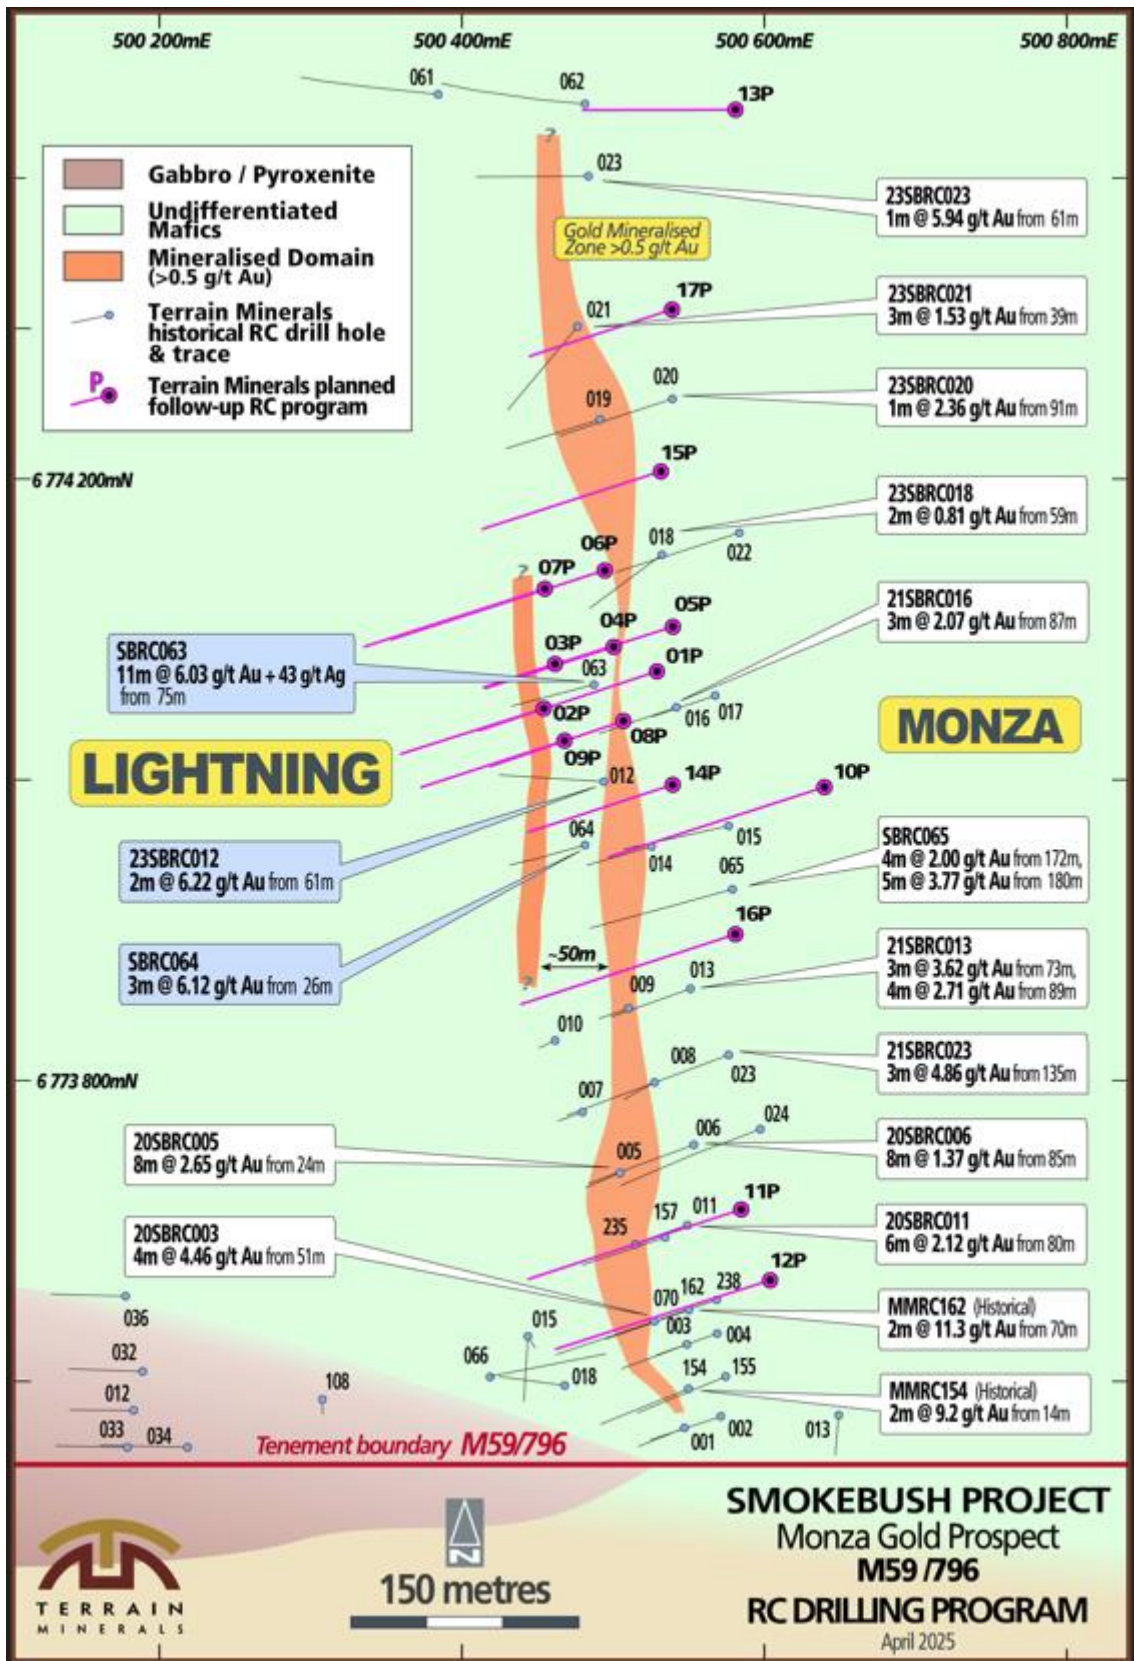 500 200mE
500 400mE
500 600mE
500 800mE
061
062
13P
?
023
Gabbro / Pyroxenite
Undifferentiated
Mafics
Mineralised Domain
(>0.5 g/t Au)
Terrain Minerals
historical RC drill hole
& trace
P
Terrain Minerals planned
follow-up RC program
23SBRC023
1m @ 5.94 g/t Au from 61m
Gold Mineralised
Zone >0.5 g/t Au
17P
021
23SBRC021
3m @ 1.53 g/t Au from 39m
020
019
23SBRC020
1m @ 2.36 g/t Au from 91m
15P
6 774 200mN
23SBRC018
2m @ 0.81 g/t Au from 59m
018
022
06P
?
07P
05P
04P
03P
01P
063
21SBRC016
3m @ 2.07 g/t Au from 87m
SBRC063
11m @ 6.03 g/t Au + 43 g/t Ag
from 75m
016
017
02P
08P
09P
MONZA
LIGHTNING
012
14P
10P
064
015
014
065
23SBRC012
2m @ 6.22 g/t Au from 61m
SBRC065
4m @ 2.00 g/t Au from 172m,
5m @ 3.77 g/t Au from 180m
16P
SBRC064
3m @ 6.12 g/t Au from 26m
~50m
?
009
013
21SBRC013
3m @ 3.62 g/t Au from 73m,
4m @ 2.71 g/t Au from 89m
010
6 773 800mN
008
023
007
21SBRC023
3m @ 4.86 g/t Au from 135m
024
006
005
20SBRC005
8m @ 2.65 g/t Au from 24m
20SBRC006
8m @ 1.37 g/t Au from 85m
11P
157
011
235
20SBRC003
4m @ 4.46 g/t Au from 51m
20SBRC011
6m @ 2.12 g/t Au from 80m
12P
070
162
238
036
015
003
004
MMRC162 (Historical)
2m @ 11.3 g/t Au from 70m
032
066
018
154
155
012
108
MMRC154 (Historical)
2m @ 9.2 g/t Au from 14m
033
034
001
002
013
Tenement boundary M59/796
SMOKEBUSH PROJECT
Monza Gold Prospect
M59 /796
RC DRILLING PROGRAM
April 2025
N
150 metres
TERRAIN
MINERALS